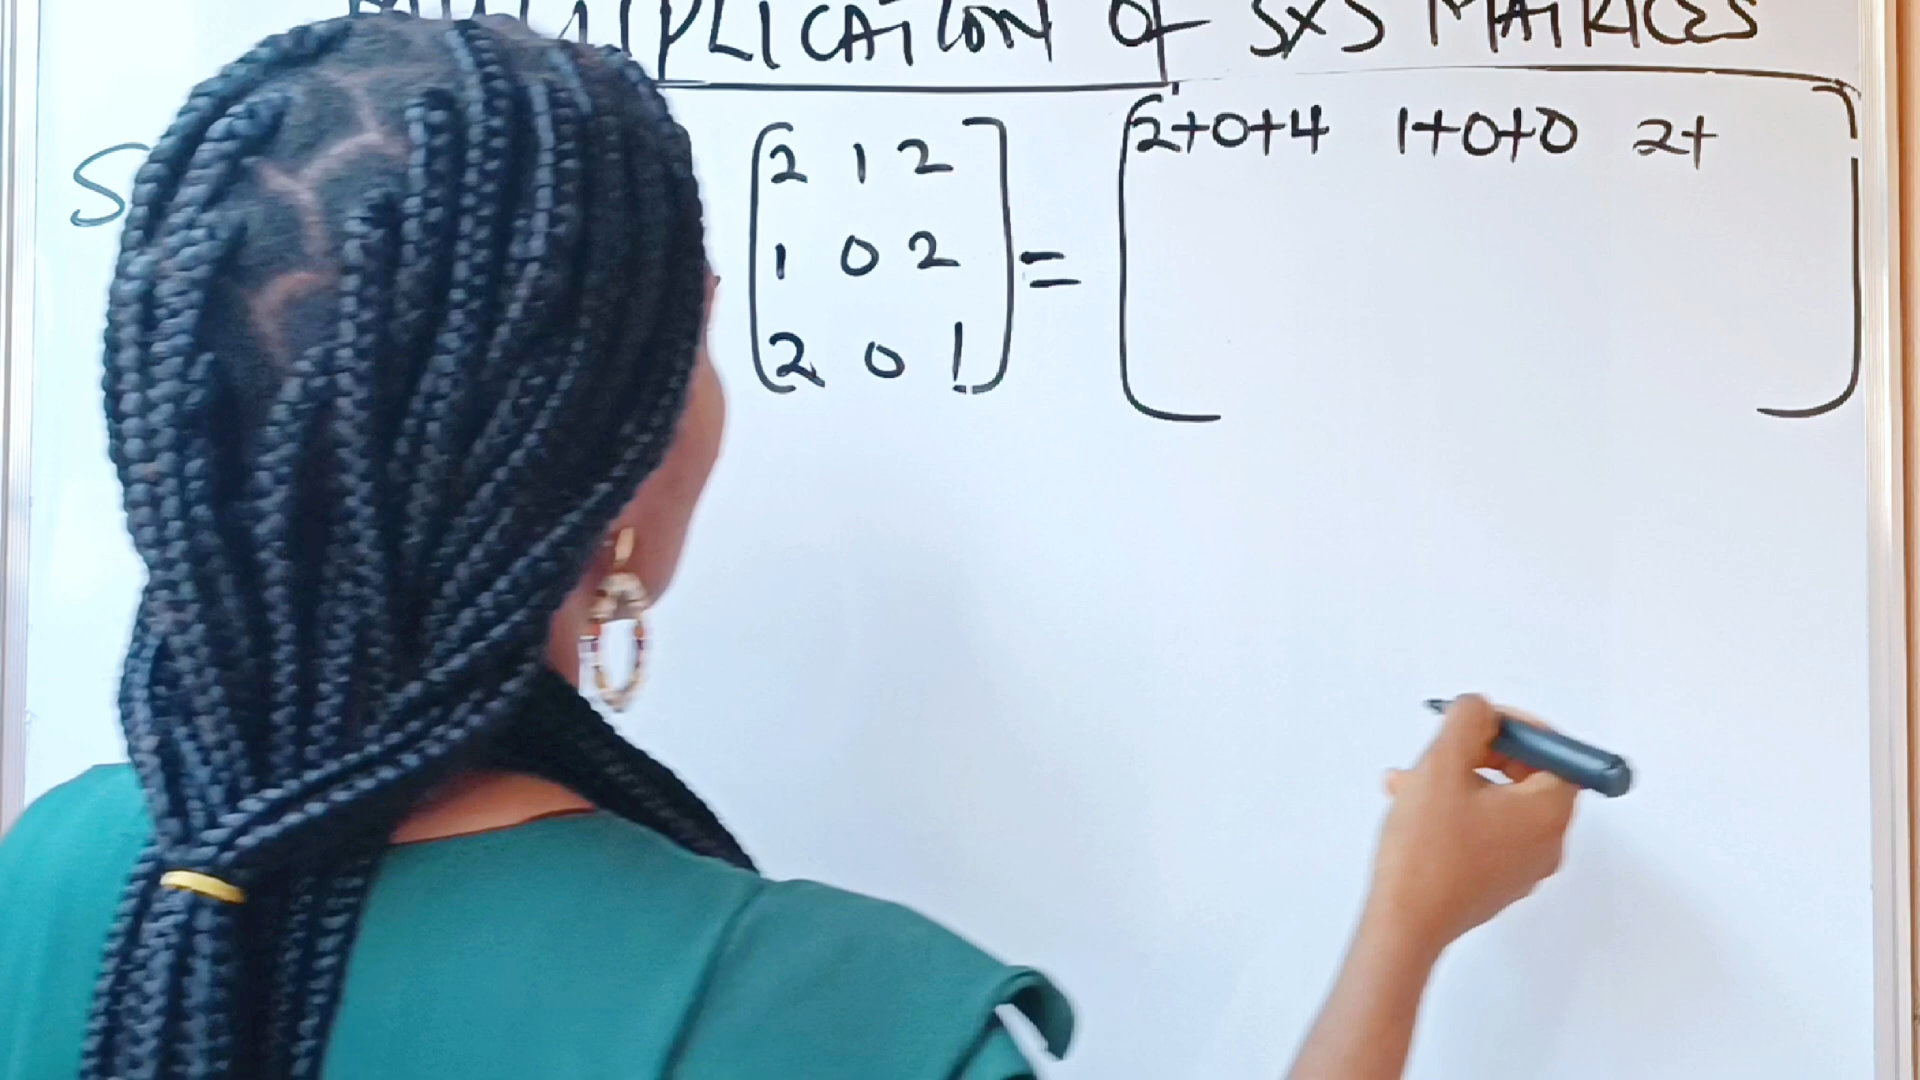 MULTIPLICATION OF 3X3 MATRICES
2 1 2 = 2+0+4 1+0+0 2+
1 0 2
2 0 1